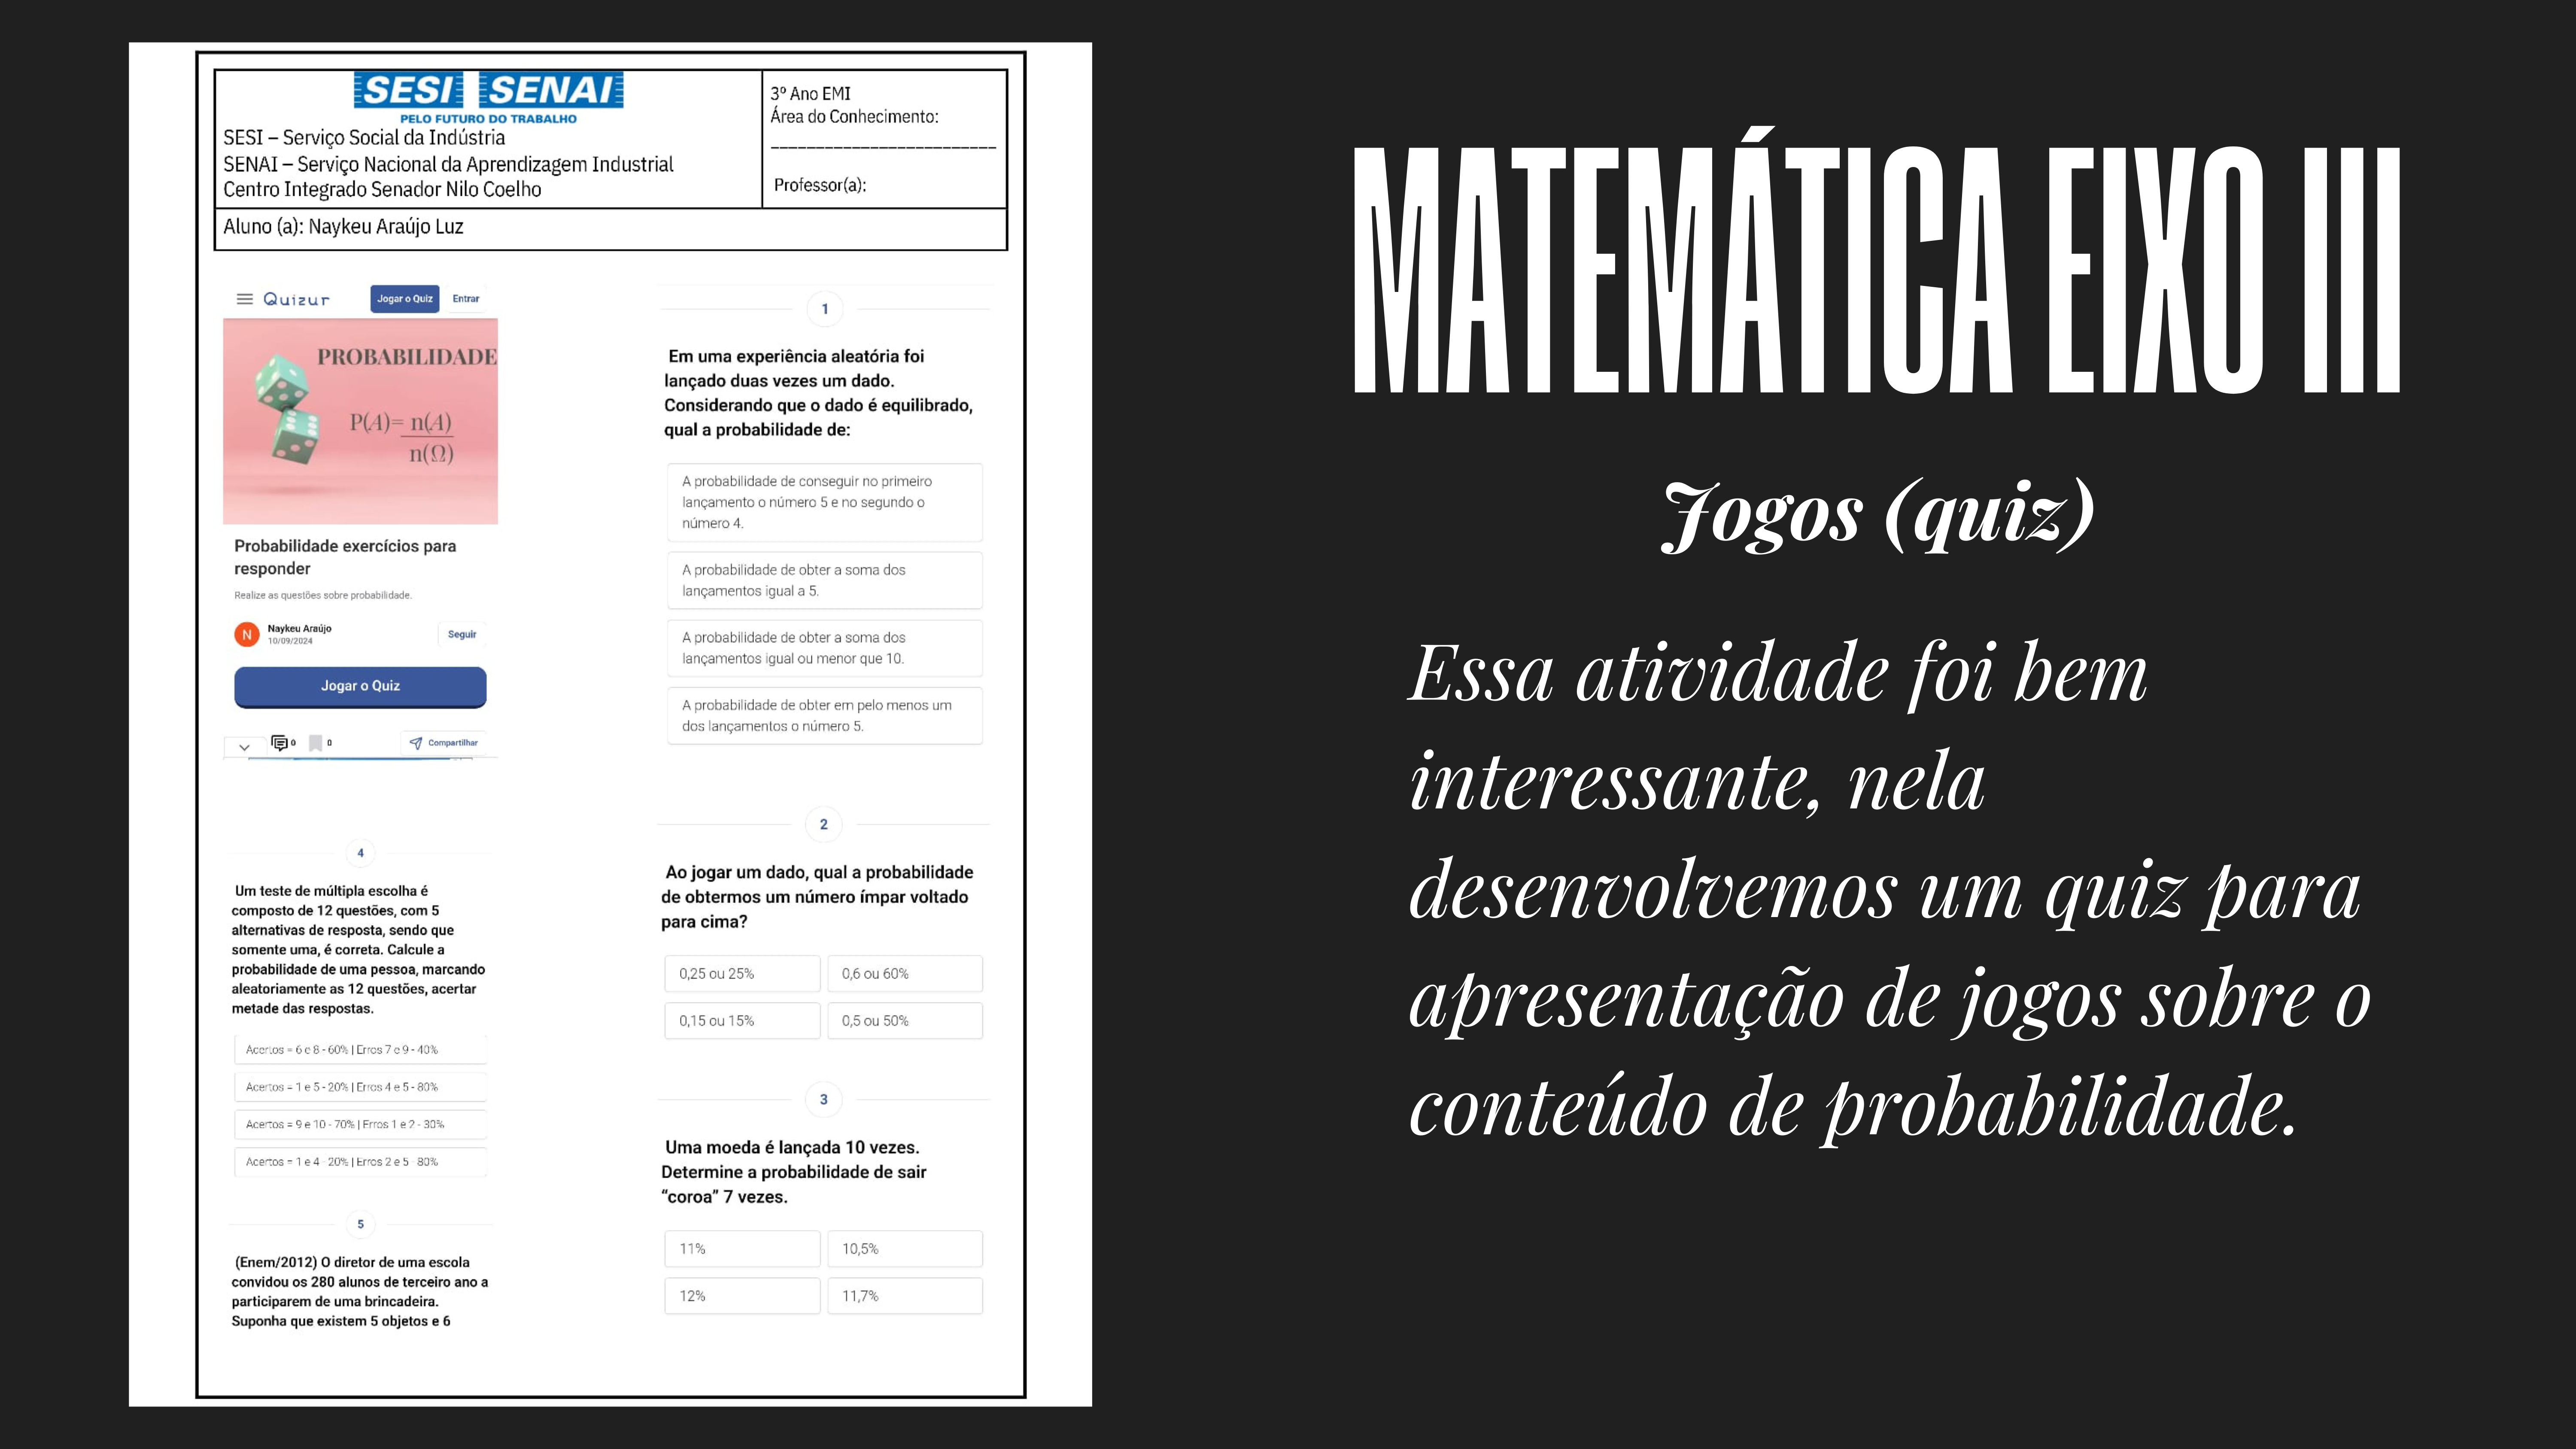 SESI SENAI
PELO FUTURO DO TRABALHO
SESI – Serviço Social da Indústria
SENAI – Serviço Nacional da Aprendizagem Industrial
Centro Integrado Senador Nilo Coelho
3º Ano EMI
Área do Conhecimento:
_________________________
Professor(a):
Aluno (a): Naykeu Araújo Luz
Quizur
Jogar o Quiz
Entrar
PROBABILIDADE
P(A)= n(A)
n(Ω)
Probabilidade exercícios para
responder
Realize as questões sobre probabilidade.
N
Naykeu Araújo
10/09/2024
Seguir
Jogar o Quiz
0
0
Compartilhar
1
Em uma experiência aleatória foi
lançado duas vezes um dado.
Considerando que o dado é equilibrado,
qual a probabilidade de:
A probabilidade de conseguir no primeiro
lançamento o número 5 e no segundo o
número 4.
A probabilidade de obter a soma dos
lançamentos igual a 5.
A probabilidade de obter a soma dos
lançamentos igual ou menor que 10.
A probabilidade de obter em pelo menos um
dos lançamentos o número 5.
2
Ao jogar um dado, qual a probabilidade
de obtermos um número ímpar voltado
para cima?
0,25 ou 25%
0,6 ou 60%
0,15 ou 15%
0,5 ou 50%
3
Uma moeda é lançada 10 vezes.
Determine a probabilidade de sair
“coroa” 7 vezes.
11%
10,5%
12%
11,7%
4
Um teste de múltipla escolha é
composto de 12 questões, com 5
alternativas de resposta, sendo que
somente uma, é correta. Calcule a
probabilidade de uma pessoa, marcando
aleatoriamente as 12 questões, acertar
metade das respostas.
Acertos = 6 e 8 - 60% | Erros 7 e 9 - 40%
Acertos = 1 e 5 - 20% | Erros 4 e 5 - 80%
Acertos = 9 e 10 - 70% | Erros 1 e 2 - 30%
Acertos = 1 e 4 - 20% | Erros 2 e 5 - 80%
5
(Enem/2012) O diretor de uma escola
convidou os 280 alunos de terceiro ano a
participarem de uma brincadeira.
Suponha que existem 5 objetos e 6
MATEMÁTICA EIXO III
Jogos (quiz)
Essa atividade foi bem
interessante, nela
desenvolvemos um quiz para
apresentação de jogos sobre o
conteúdo de probabilidade.